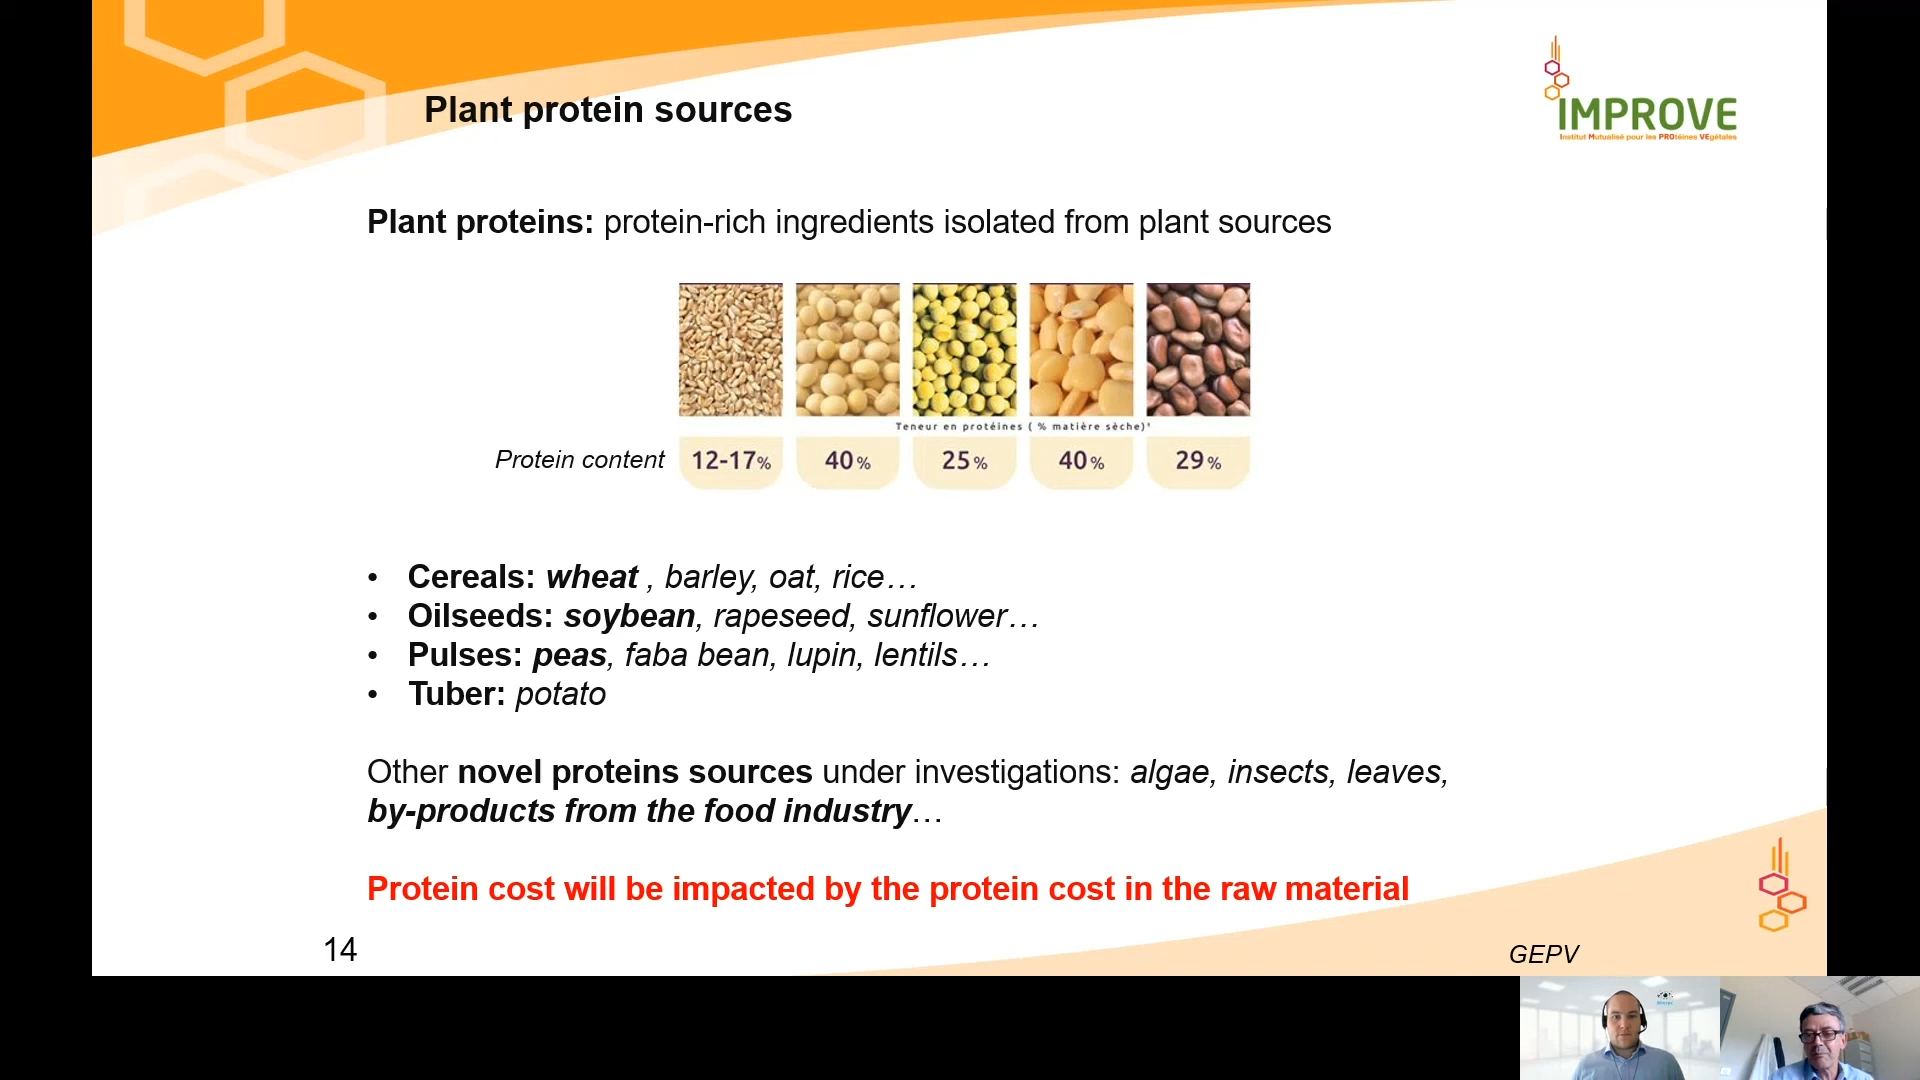 Plant protein sources
IMPROVE
Institut Mutualisé pour les PROtéines VEgétales
Plant proteins: protein-rich ingredients isolated from plant sources
Teneur en protéines ( % matière sèche)¹
Protein content 12-17% 40% 25% 40% 29%
• Cereals: wheat , barley, oat, rice…
• Oilseeds: soybean, rapeseed, sunflower…
• Pulses: peas, faba bean, lupin, lentils…
• Tuber: potato
Other novel proteins sources under investigations: algae, insects, leaves,
by-products from the food industry…
Protein cost will be impacted by the protein cost in the raw material
14
GEPV